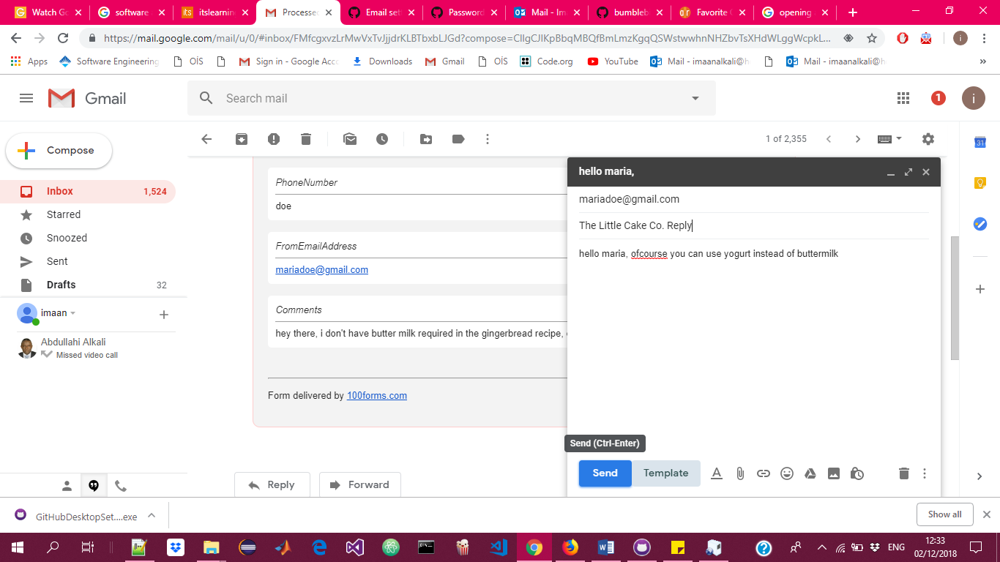 Watch Go
software
itslearnin
Processed
Email set
Password
Mail - Ima
bumbleb
Favorite
opening
https://mail.google.com/mail/u/0/#inbox/FMfcgxvzLrMwVxTvJjjdrKLBTbxbLJGd?compose=CllgCJlKpBbqMBQfBmLmzKgqQSWstwwhnNHZbvTsXHdWLggWcpkL...
i
Apps
Software Engineering
OİS
Sign in - Google Acc
Downloads
Gmail
OİS
Code.org
YouTube
Mail - imaanalkali@h
Mail - imaanalkali@h
»
Gmail
Search mail
1
i
Compose
1 of 2,355
Inbox 1,524
Starred
Snoozed
Sent
Drafts 32
imaan
Abdullahi Alkali
Missed video call
PhoneNumber
doe
FromEmailAddress
mariadoe@gmail.com
Comments
hey there, i don't have butter milk required in the gingerbread recipe,
Form delivered by 100forms.com
Reply
Forward
hello maria,
mariadoe@gmail.com
The Little Cake Co. Reply
hello maria, ofcourse you can use yogurt instead of buttermilk
Send (Ctrl-Enter)
Send
Template
31
GitHubDesktopSet....exe
Show all
ENG
12:33
02/12/2018